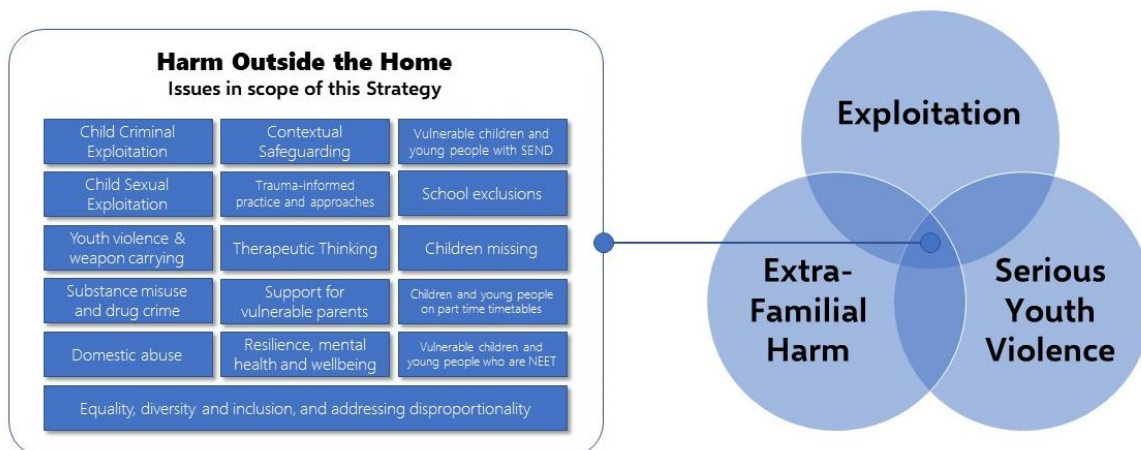 Harm Outside the Home
Issues in scope of this Strategy
Child Criminal
Exploitation
Contextual
Safeguarding
Vulnerable children and
young people with SEND
Child Sexual
Exploitation
Trauma-informed
practice and approaches
School exclusions
Youth violence &
weapon carrying
Therapeutic Thinking
Children missing
Substance misuse
and drug crime
Support for
vulnerable parents
Children and young people
on part time timetables
Domestic abuse
Resilience, mental
health and wellbeing
Vulnerable children and
young people who are NEET
Equality, diversity and inclusion, and addressing disproportionality
Exploitation
Extra-
Familial
Harm
Serious
Youth
Violence